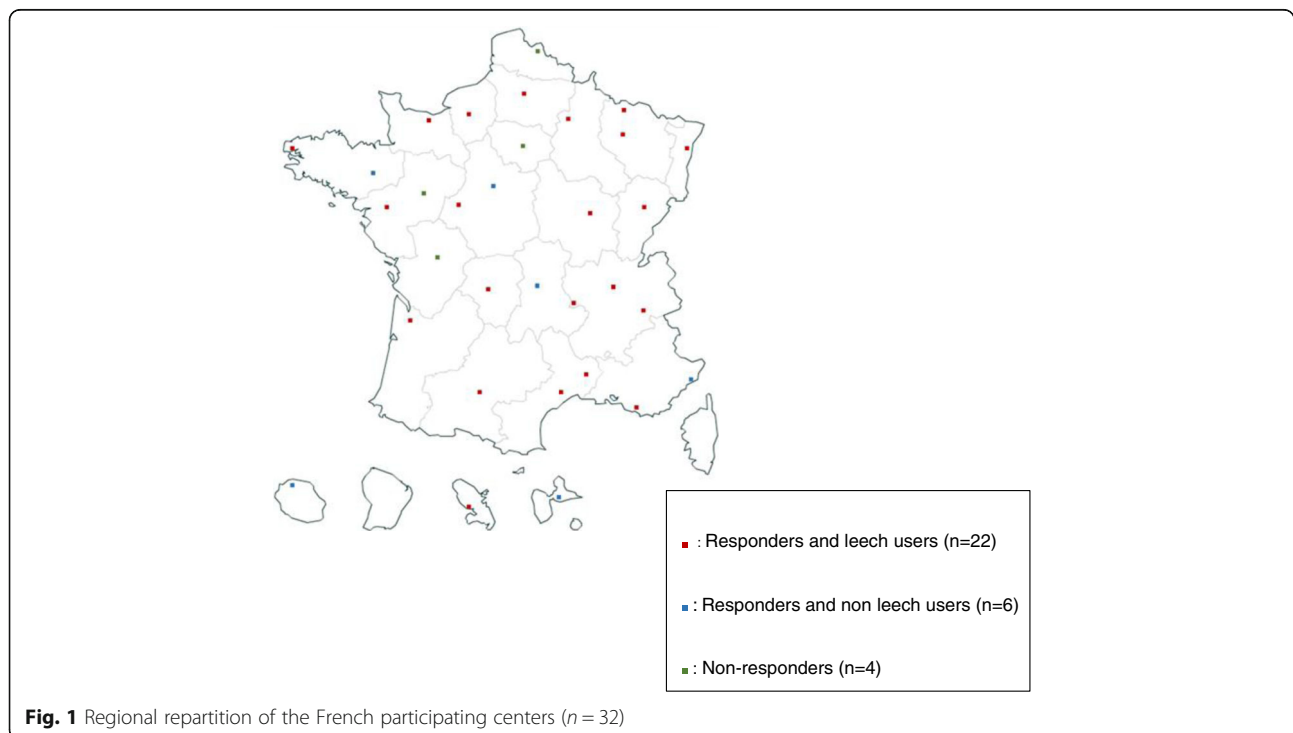 : Responders and leech users (n=22)
: Responders and non leech users (n=6)
: Non-responders (n=4)
Fig. 1 Regional repartition of the French participating centers (n = 32)